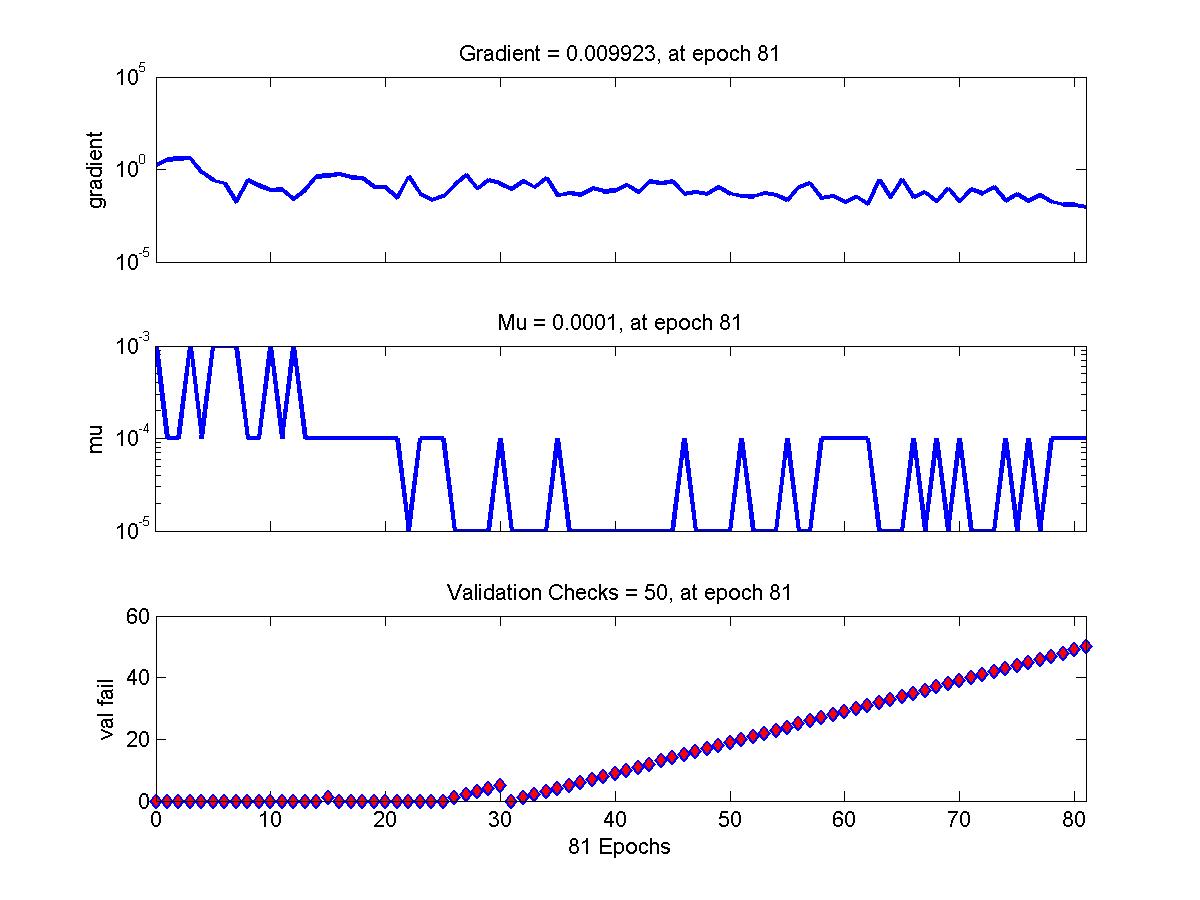 Gradient = 0.009923, at epoch 81
10^5
10^0
10^-5
gradient
Mu = 0.0001, at epoch 81
10^-3
10^-4
10^-5
mu
Validation Checks = 50, at epoch 81
60
40
20
0
val fail
0 10 20 30 40 50 60 70 80
81 Epochs